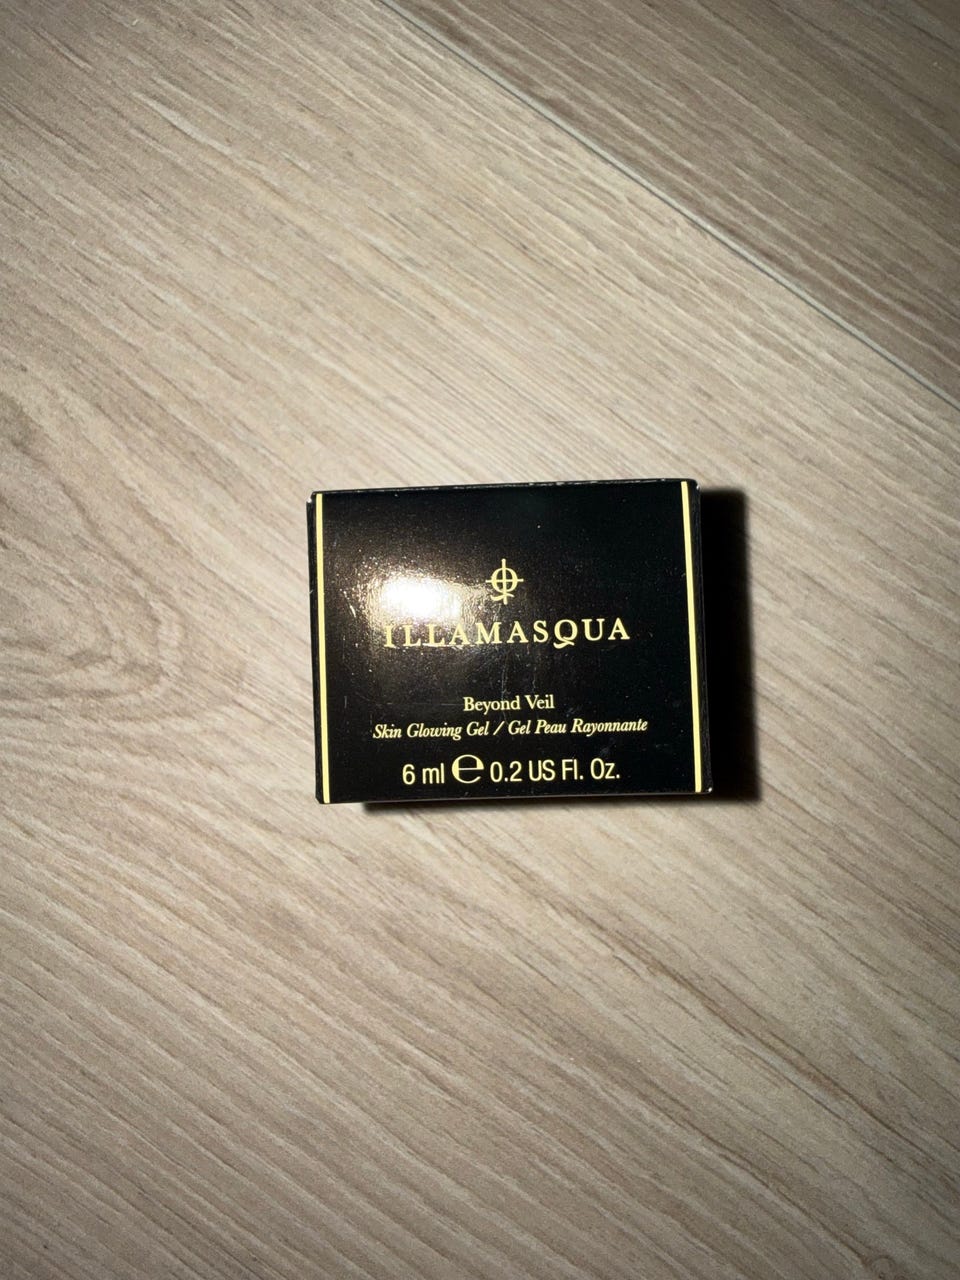 ILLAMASQUA
Beyond Veil
Skin Glowing Gel / Gel Peau Rayonnante
6 ml ℮ 0.2 US Fl. Oz.